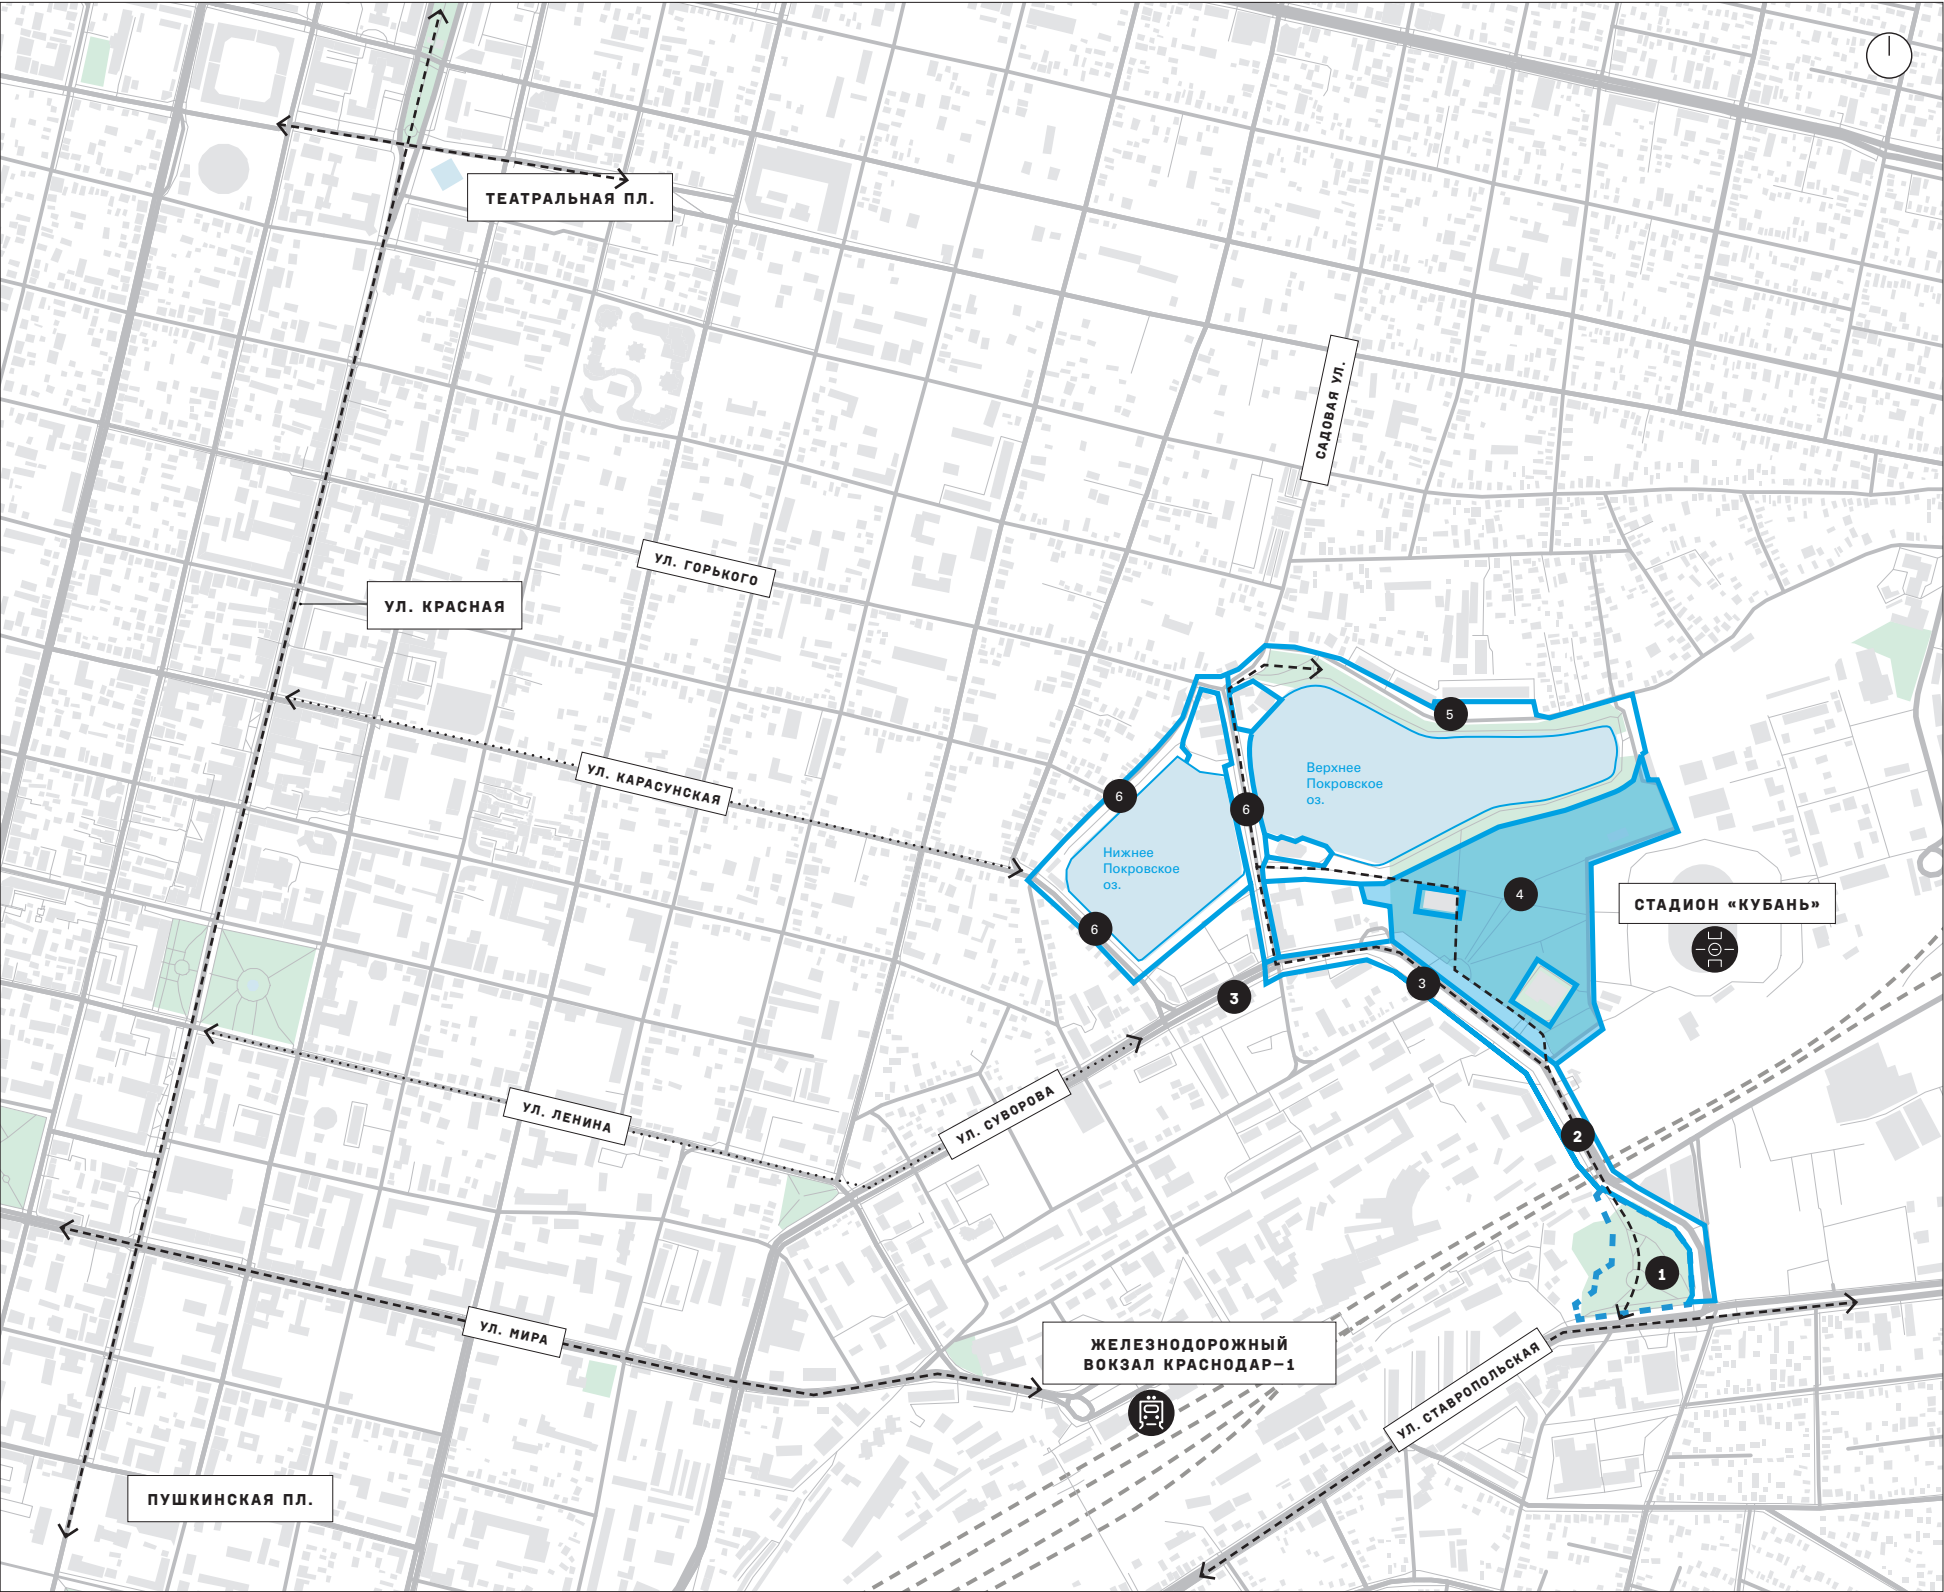 ТЕАТРАЛЬНАЯ ПЛ.
САДОВАЯ УЛ.
УЛ. ГОРЬКОГО
УЛ. КРАСНАЯ
5
УЛ. КАРАСУНСКАЯ
6
6
Верхнее
Покровское
оз.
Нижнее
Покровское
оз.
4
СТАДИОН «КУБАНЬ»
6
3
3
УЛ. ЛЕНИНА
УЛ. СУВОРОВА
2
1
УЛ. МИРА
ЖЕЛЕЗНОДОРОЖНЫЙ
ВОКЗАЛ КРАСНОДАР–1
УЛ. СТАВРОПОЛЬСКАЯ
ПУШКИНСКАЯ ПЛ.